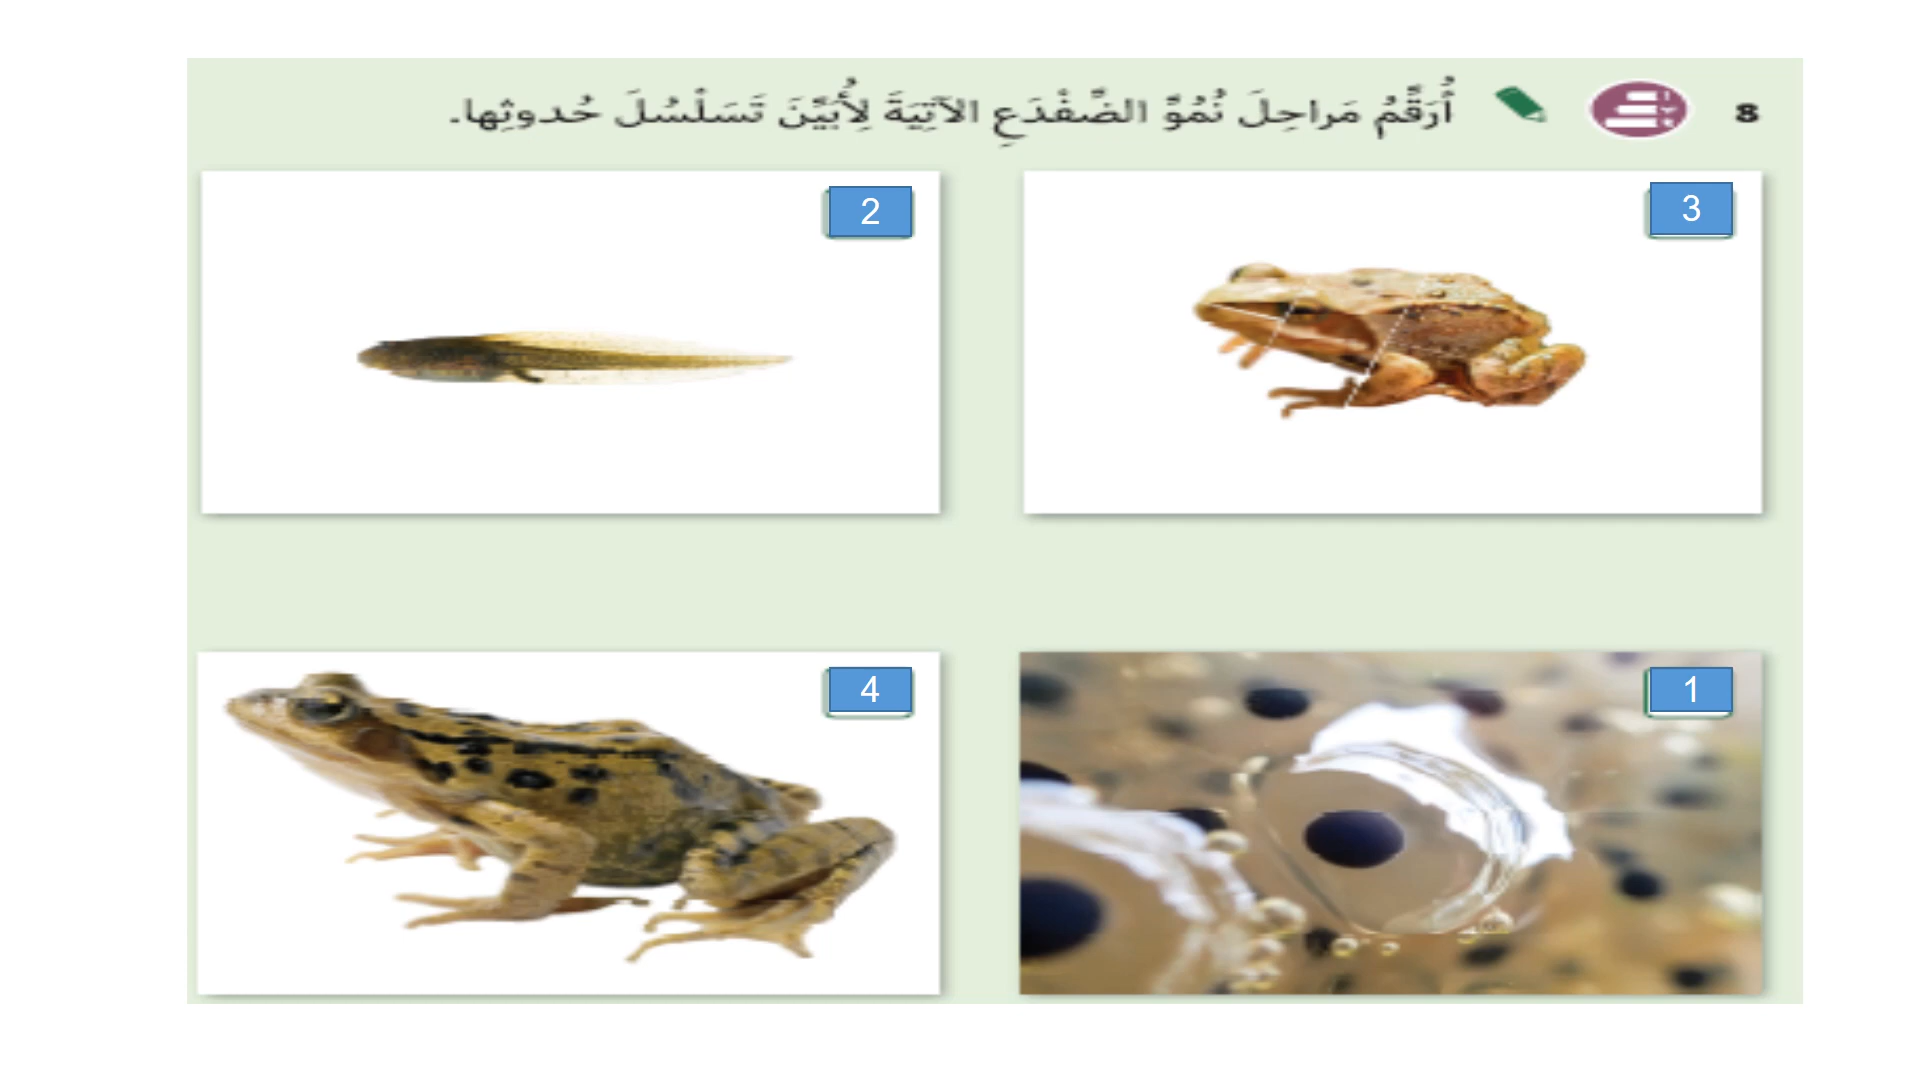 8 أُرَقِّمُ مَراحِلَ نُمُوِّ الضِّفْدَعِ الآتِيَةَ لِأُبَيِّنَ تَسَلْسُلَ حُدوثِها.
3
2
1
4